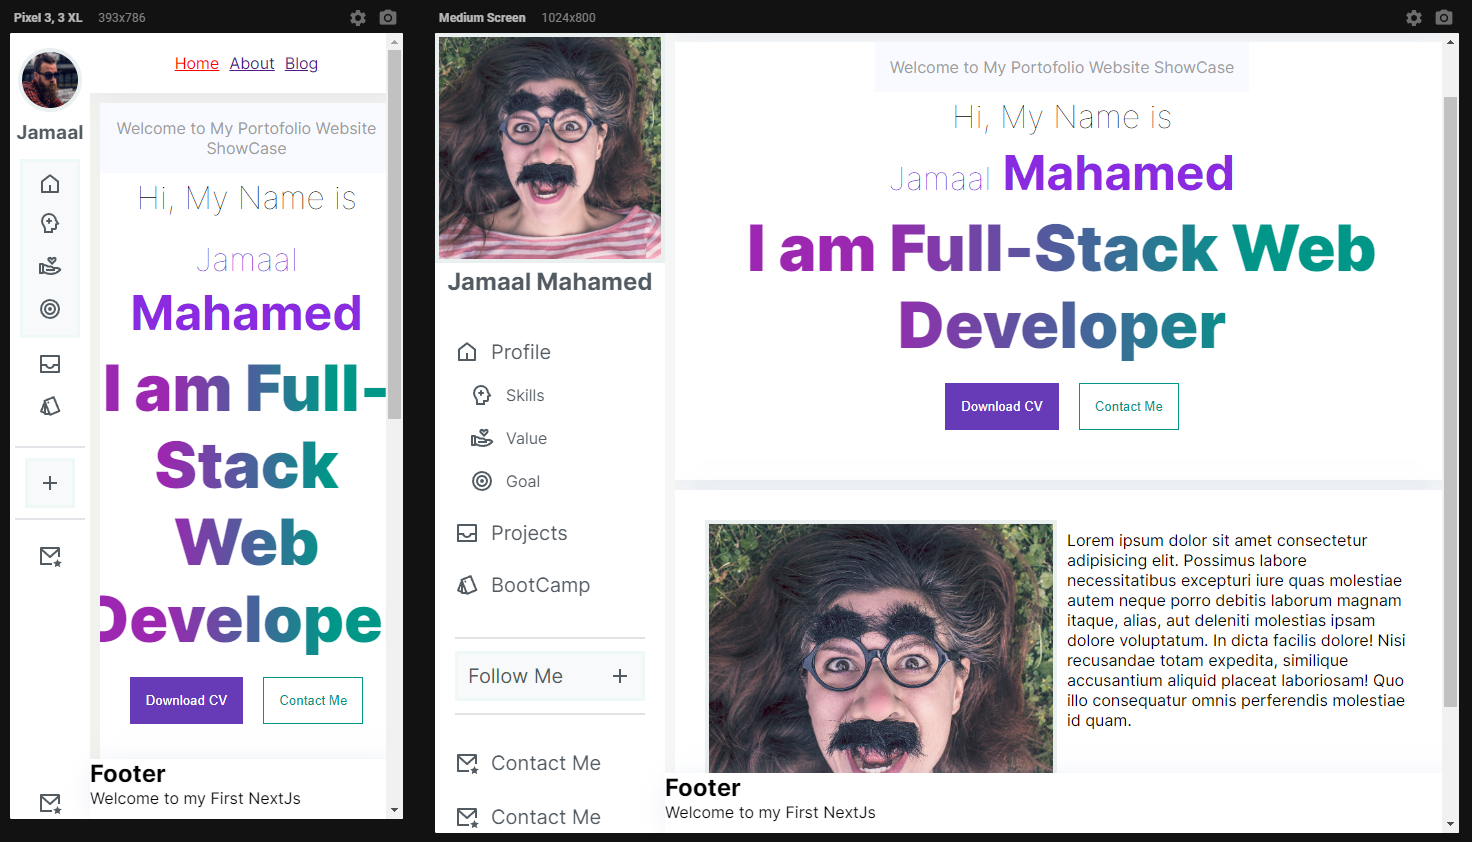 Pixel 3, 3 XL 393x786
Jamaal
Home About Blog
Welcome to My Portofolio Website
ShowCase
Hi, My Name is
Jamaal
Mahamed
I am Full-
Stack
Web
Develope
Download CV Contact Me
Footer
Welcome to my First NextJs
Medium Screen 1024x800
Jamaal Mahamed
Profile
Skills
Value
Goal
Projects
BootCamp
Follow Me
Contact Me
Contact Me
Welcome to My Portofolio Website ShowCase
Hi, My Name is
Jamaal Mahamed
I am Full-Stack Web
Developer
Download CV Contact Me
Lorem ipsum dolor sit amet consectetur
adipisicing elit. Possimus labore
necessitatibus excepturi iure quas molestiae
autem neque porro debitis laborum magnam
itaque, alias, aut deleniti molestias ipsam
dolore voluptatum. In dicta facilis dolore! Nisi
recusandae totam expedita, similique
accusantium aliquid placeat laboriosam! Quo
illo consequatur omnis perferendis molestiae
id quam.
Footer
Welcome to my First NextJs